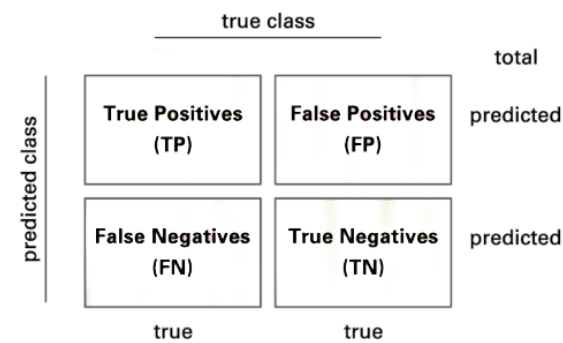 true class
total
predicted class
True Positives
(TP)
False Positives
(FP)
predicted
False Negatives
(FN)
True Negatives
(TN)
predicted
true
true